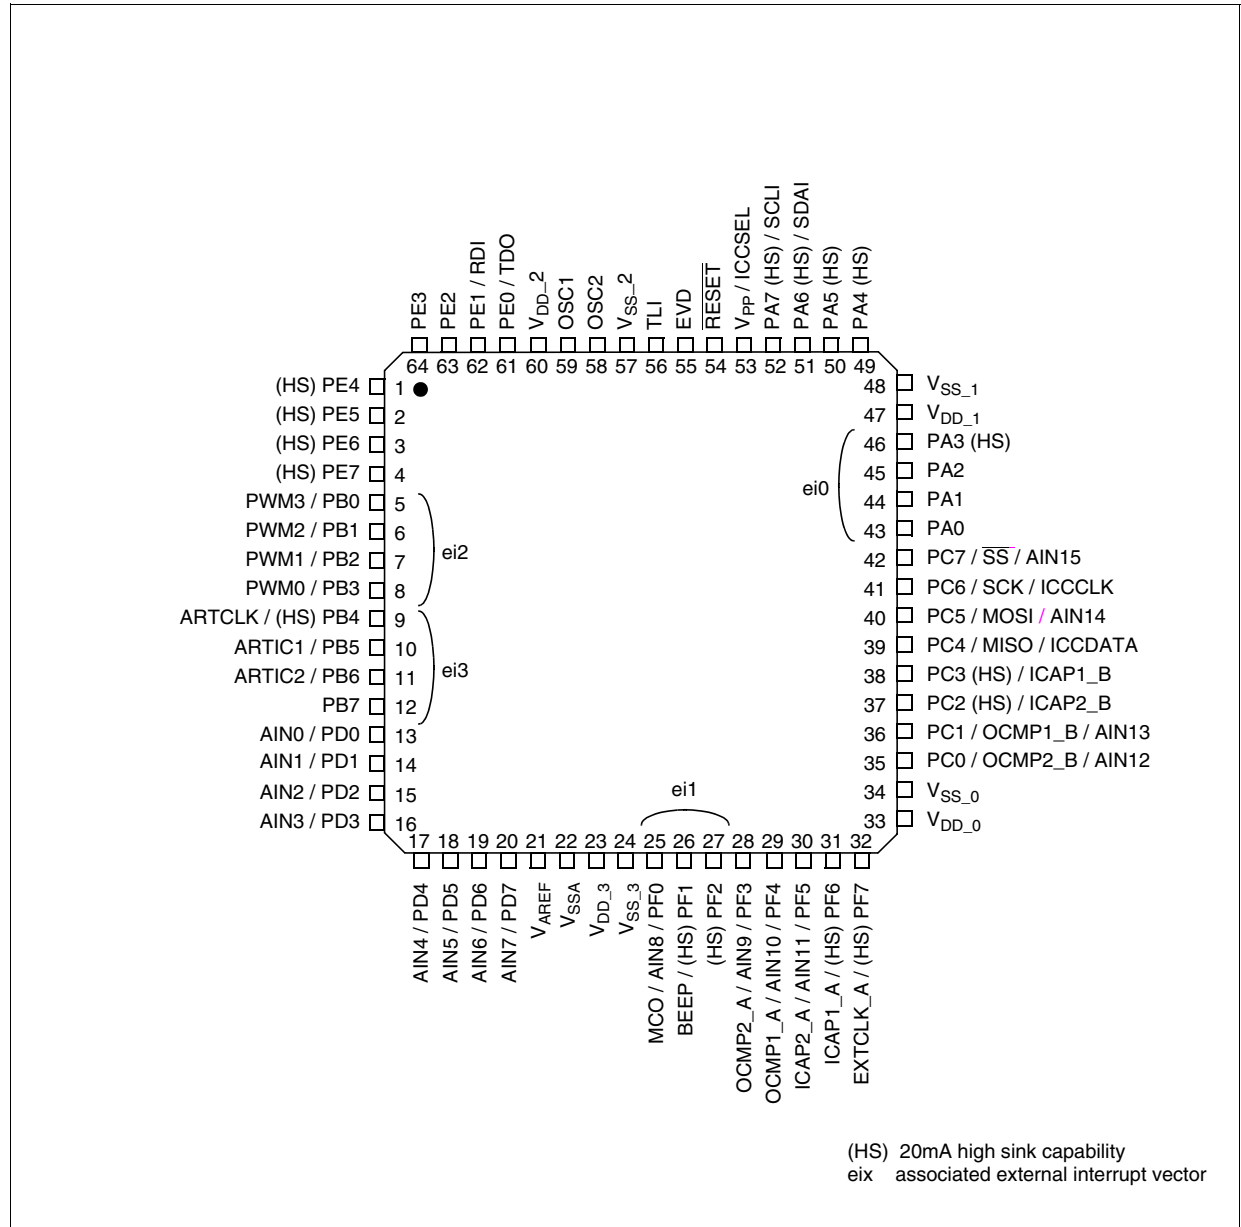 PE3
PE2
PE1 / RDI
PE0 / TDO
VDD_2
OSC1
OSC2
VSS_2
TLI
EVD
RESET
VPP / ICCSEL
PA7 (HS) / SCLI
PA6 (HS) / SDAI
PA5 (HS)
PA4 (HS)
64 63 62 61 60 59 58 57 56 55 54 53 52 51 50 49
(HS) PE4 1
(HS) PE5 2
(HS) PE6 3
(HS) PE7 4
PWM3 / PB0 5
PWM2 / PB1 6
PWM1 / PB2 7
PWM0 / PB3 8
ei2
ARTCLK / (HS) PB4 9
ARTIC1 / PB5 10
ARTIC2 / PB6 11
PB7 12
ei3
AIN0 / PD0 13
AIN1 / PD1 14
AIN2 / PD2 15
AIN3 / PD3 16
48 VSS_1
47 VDD_1
46 PA3 (HS)
45 PA2
ei0
44 PA1
43 PA0
42 PC7 / SS / AIN15
41 PC6 / SCK / ICCCLK
40 PC5 / MOSI / AIN14
39 PC4 / MISO / ICCDATA
38 PC3 (HS) / ICAP1_B
37 PC2 (HS) / ICAP2_B
36 PC1 / OCMP1_B / AIN13
35 PC0 / OCMP2_B / AIN12
34 VSS_0
33 VDD_0
ei1
17 18 19 20 21 22 23 24 25 26 27 28 29 30 31 32
AIN4 / PD4
AIN5 / PD5
AIN6 / PD6
AIN7 / PD7
VAREF
VSSA
VDD_3
VSS_3
MCO / AIN8 / PF0
BEEP / (HS) PF1
(HS) PF2
OCMP2_A / AIN9 / PF3
OCMP1_A / AIN10 / PF4
ICAP2_A / AIN11 / PF5
ICAP1_A / (HS) PF6
EXTCLK_A / (HS) PF7
(HS) 20mA high sink capability
eix associated external interrupt vector